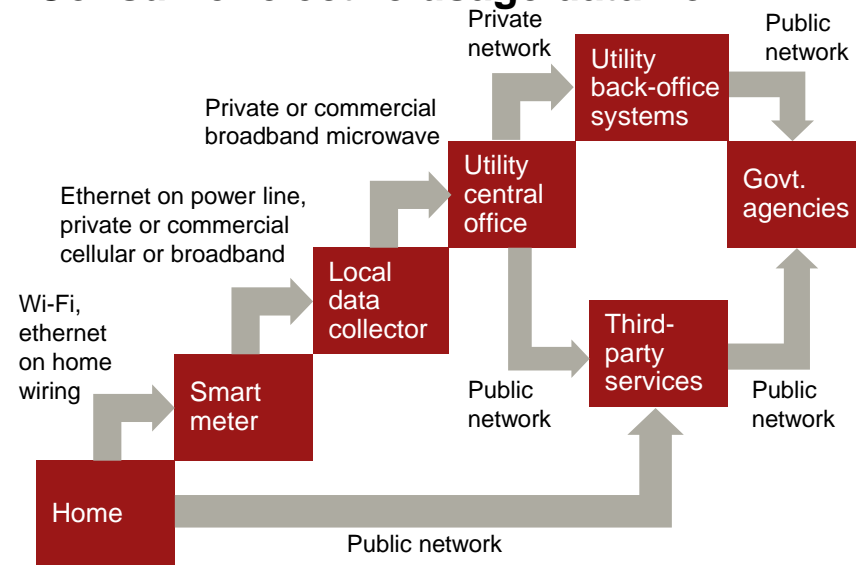 Private
network
Public
network
Utility
back-office
systems
Private or commercial
broadband microwave
Utility
central
office
Govt.
agencies
Ethernet on power line,
private or commercial
cellular or broadband
Local
data
collector
Wi-Fi,
ethernet
on home
wiring
Third-
party
services
Smart
meter
Public
network
Public
network
Home
Public network